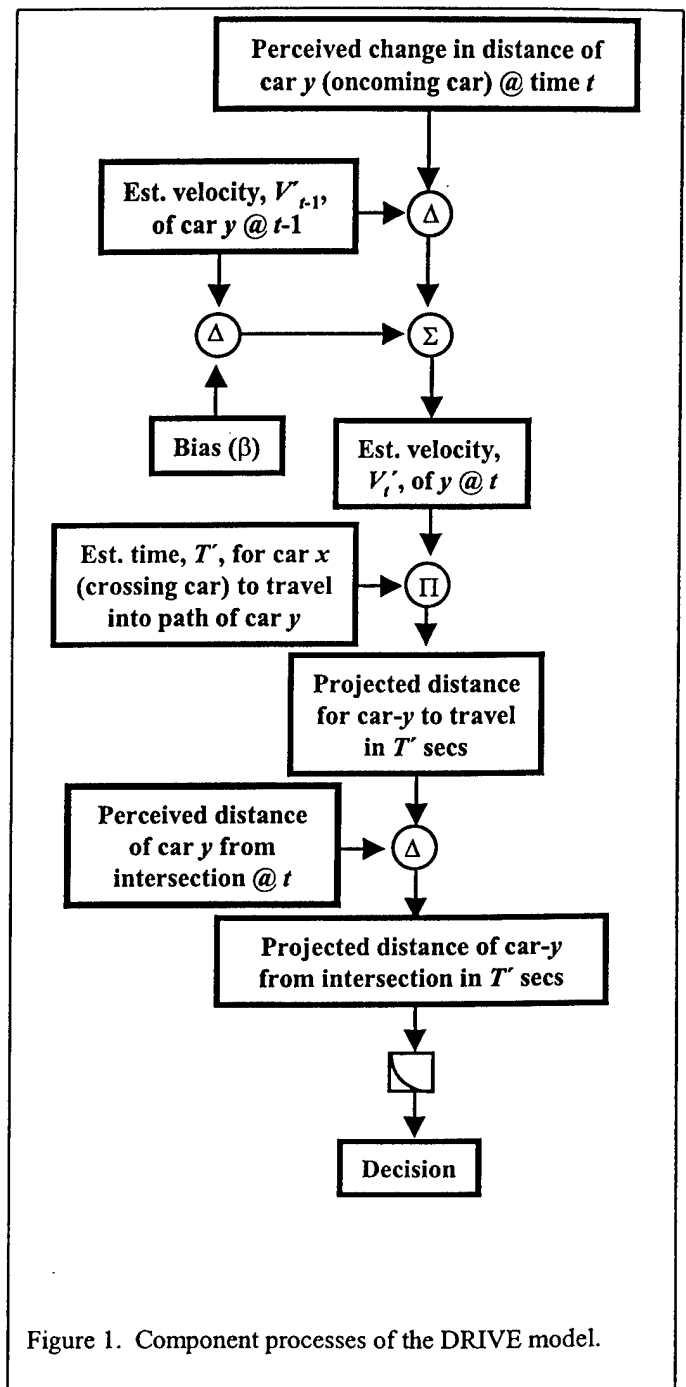 Perceived change in distance of
car y (oncoming car) @ time t
Est. velocity, V′t-1,
of car y @ t-1
Δ
Δ
Σ
Bias (β)
Est. velocity,
Vt′, of y @ t
Est. time, T′, for car x
(crossing car) to travel
into path of car y
Π
Projected distance
for car-y to travel
in T′ secs
Perceived distance
of car y from
intersection @ t
Δ
Projected distance of car-y
from intersection in T′ secs
Decision
Figure 1. Component processes of the DRIVE model.